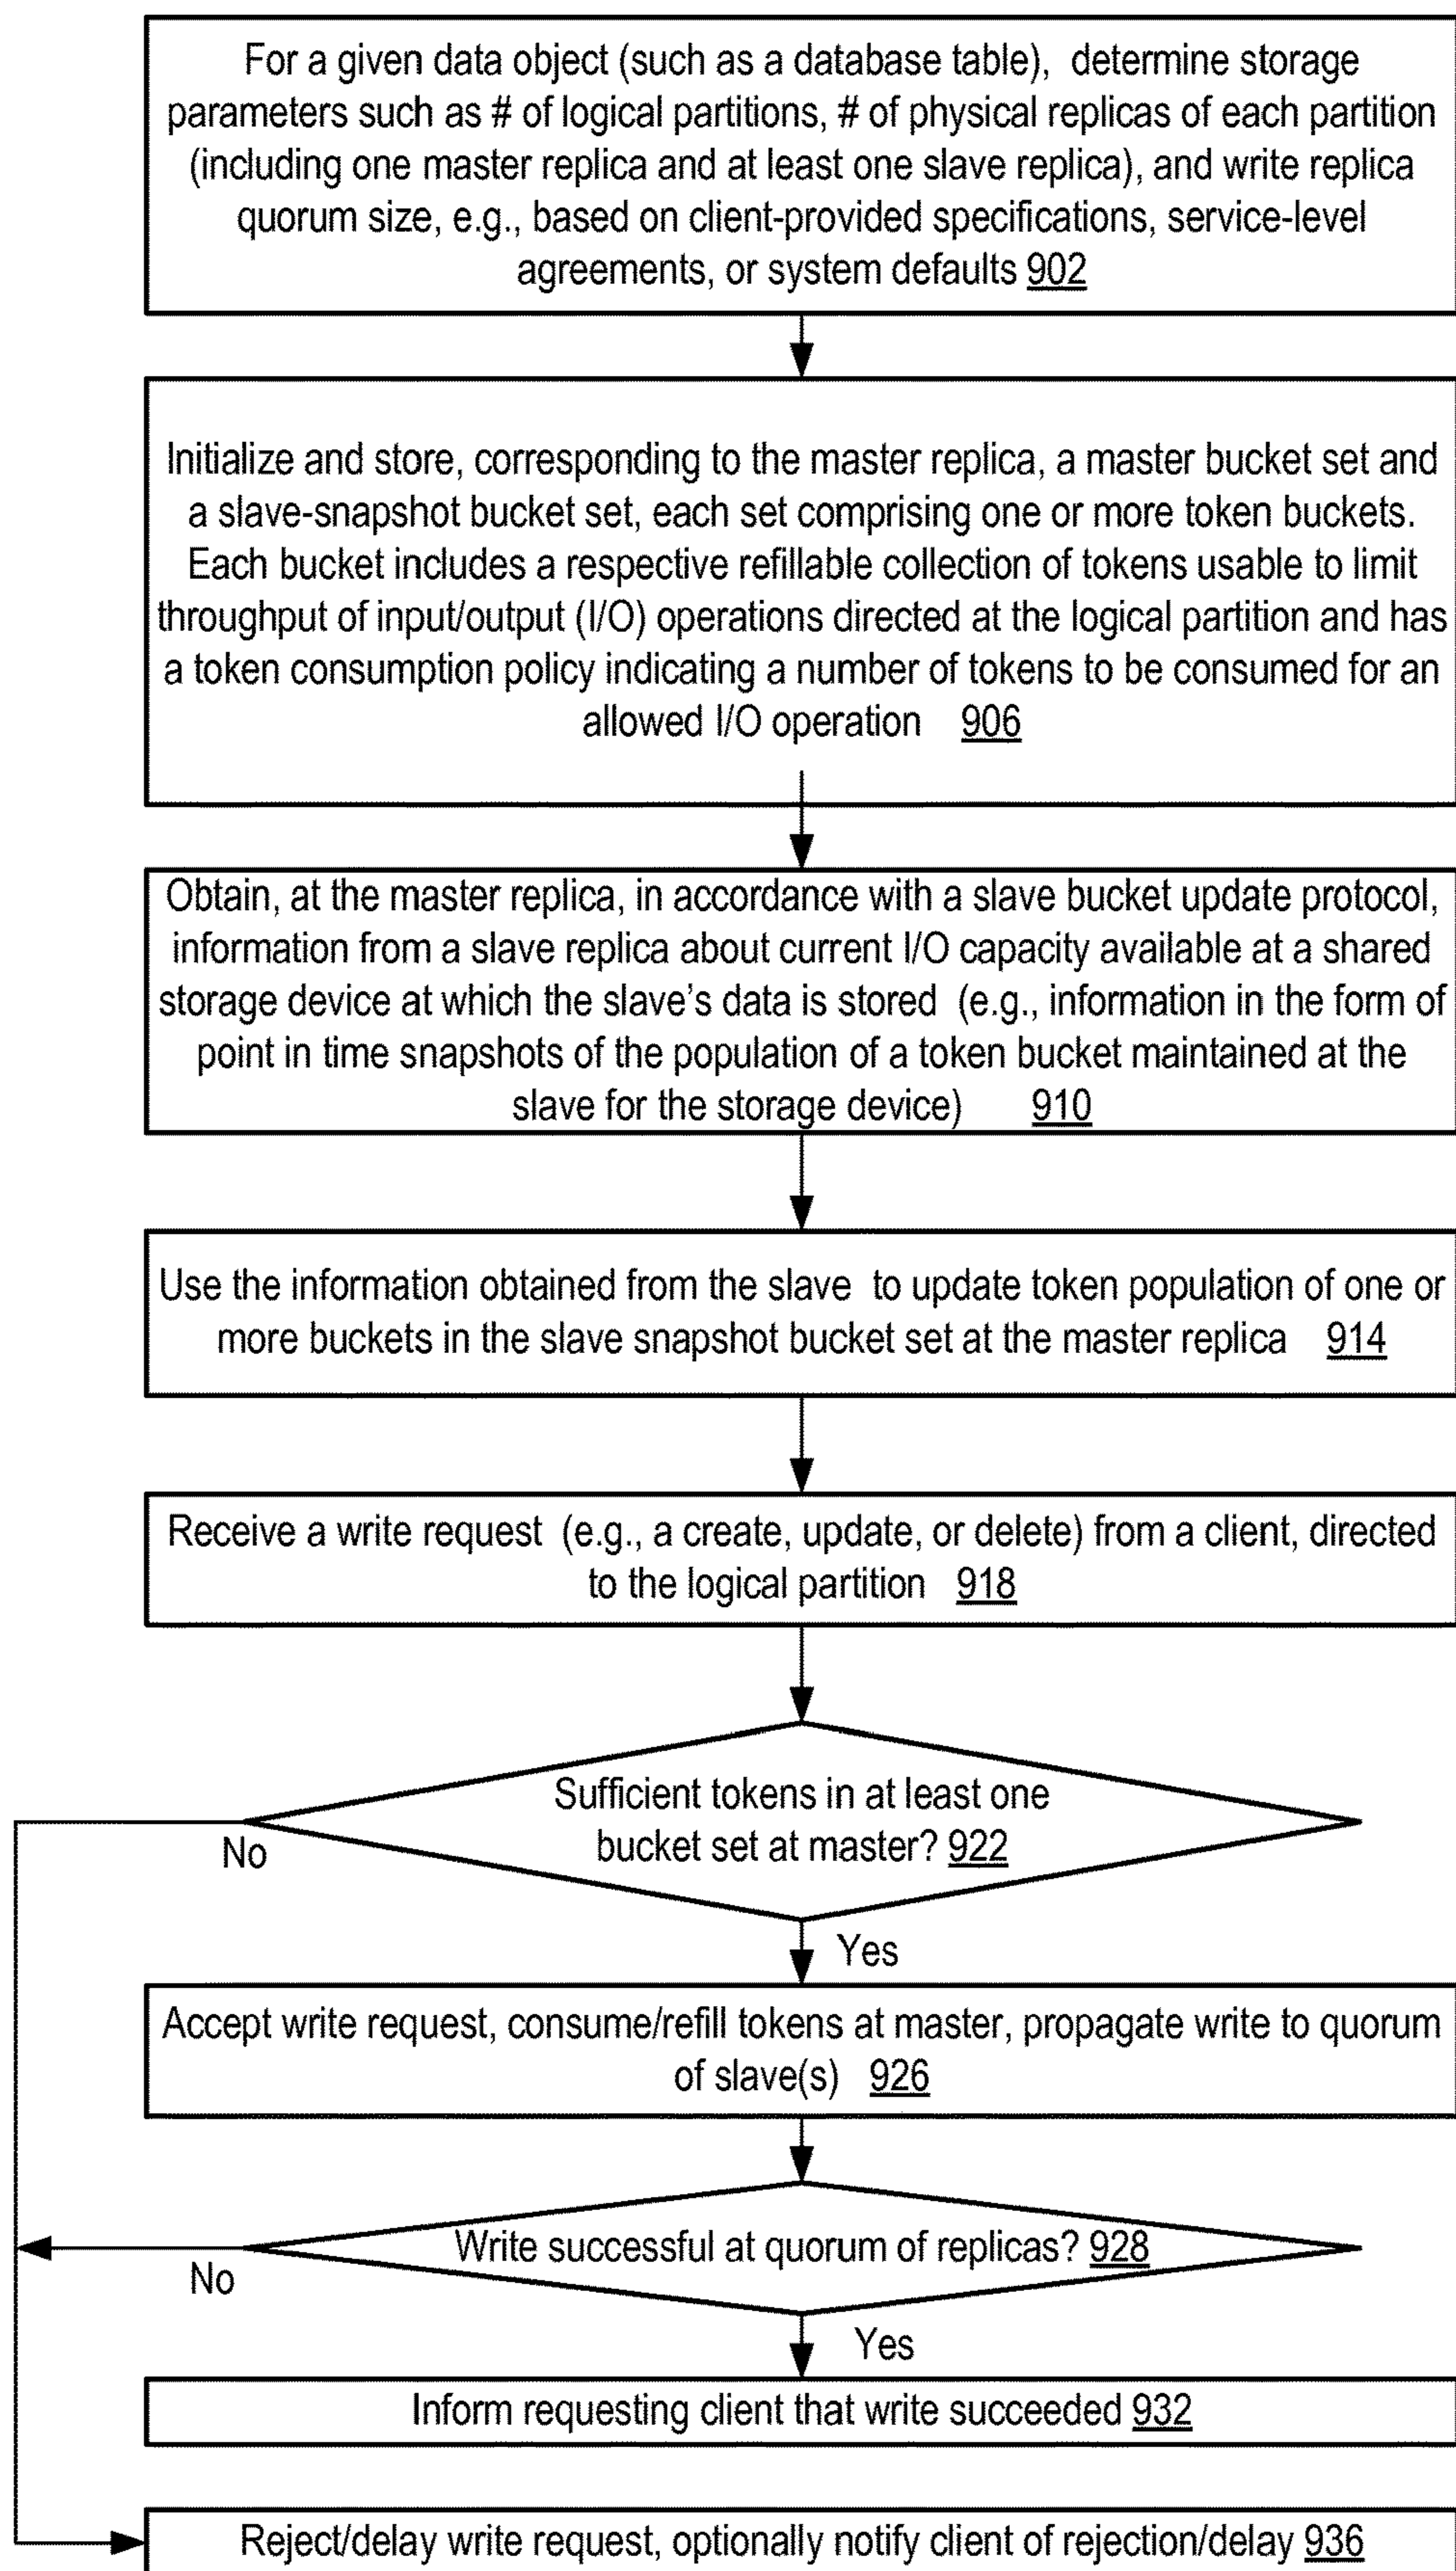 For a given data object (such as a database table), determine storage
parameters such as # of logical partitions, # of physical replicas of each partition
(including one master replica and at least one slave replica), and write replica
quorum size, e.g., based on client-provided specifications, service-level
agreements, or system defaults 902
Initialize and store, corresponding to the master replica, a master bucket set and
a slave-snapshot bucket set, each set comprising one or more token buckets.
Each bucket includes a respective refillable collection of tokens usable to limit
throughput of input/output (I/O) operations directed at the logical partition and has
a token consumption policy indicating a number of tokens to be consumed for an
allowed I/O operation 906
Obtain, at the master replica, in accordance with a slave bucket update protocol,
information from a slave replica about current I/O capacity available at a shared
storage device at which the slave's data is stored (e.g., information in the form of
point in time snapshots of the population of a token bucket maintained at the
slave for the storage device) 910
Use the information obtained from the slave to update token population of one or
more buckets in the slave snapshot bucket set at the master replica 914
Receive a write request (e.g., a create, update, or delete) from a client, directed
to the logical partition 918
Sufficient tokens in at least one
bucket set at master? 922
No
Yes
Accept write request, consume/refill tokens at master, propagate write to quorum
of slave(s) 926
Write successful at quorum of replicas? 928
No
Yes
Inform requesting client that write succeeded 932
Reject/delay write request, optionally notify client of rejection/delay 936